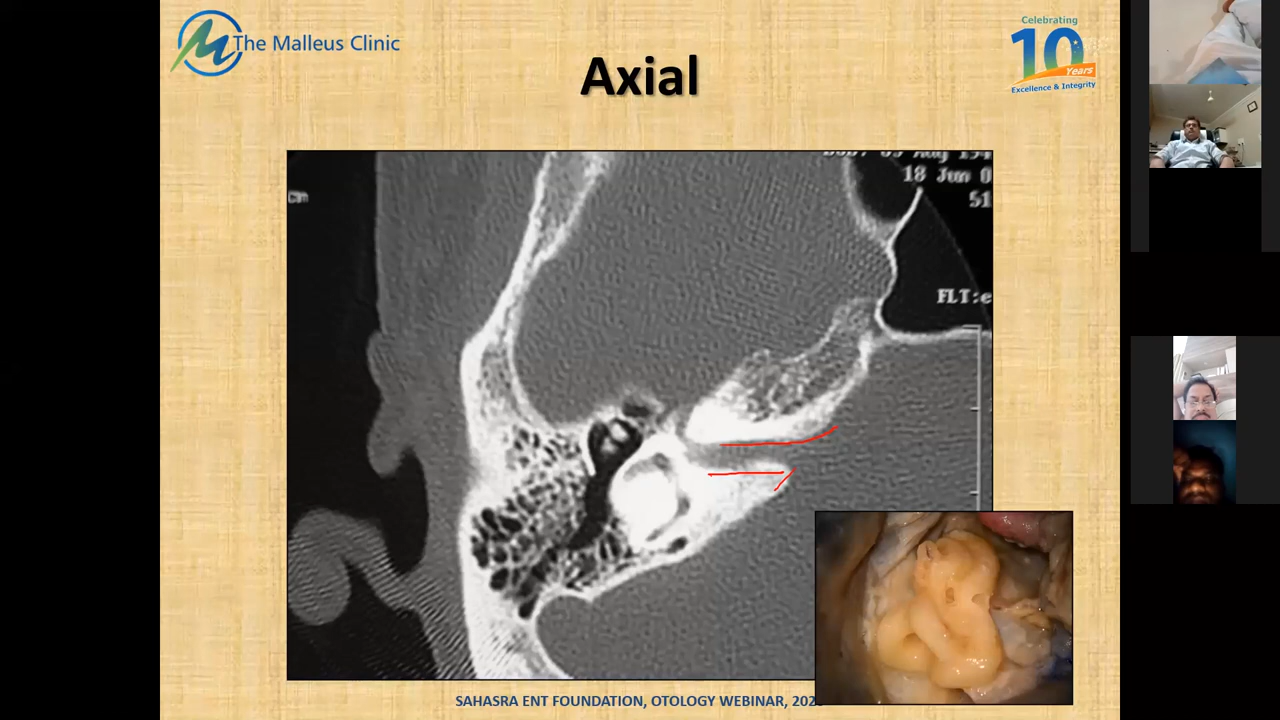 The Malleus Clinic
Axial
Celebrating
10
Years
Excellence & Integrity
18 Jun 0
51
FLT:e
SAHASRA ENT FOUNDATION, OTOLOGY WEBINAR,